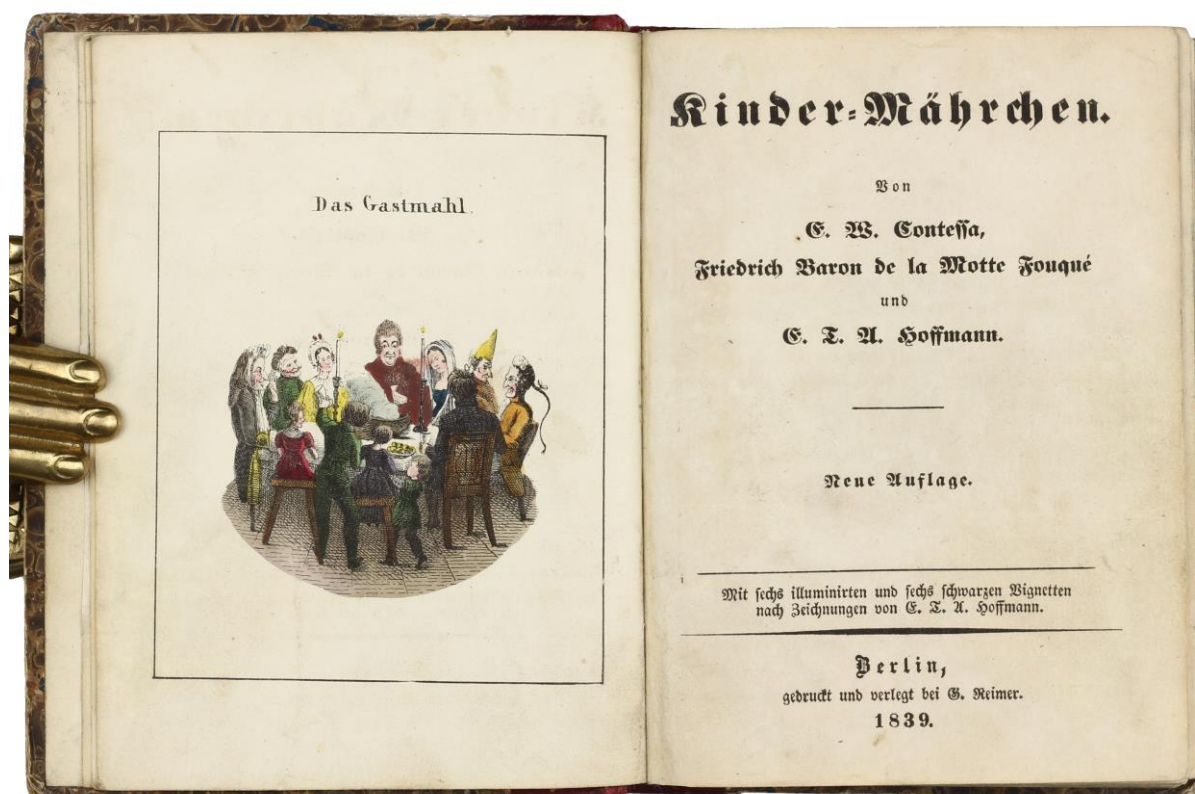 Das Gastmahl.
Kinder-Mährchen.
Von
E. W. Contessa,
Friedrich Baron de la Motte Fouqué
und
E. T. A. Hoffmann.
Neue Auflage.
Mit sechs illuminirten und sechs schwarzen Vignetten
nach Zeichnungen von E. T. A. Hoffmann.
Berlin,
gedruckt und verlegt bei G. Reimer.
1839.